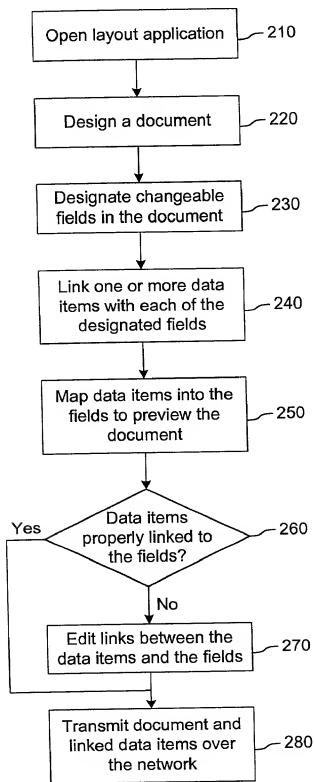 Open layout application
210
Design a document
220
Designate changeable
fields in the document
230
Link one or more data
items with each of the
designated fields
240
Map data items into the
fields to preview the
document
250
Yes
Data items
properly linked to
the fields?
260
No
Edit links between the
data items and the fields
270
Transmit document and
linked data items over
the network
280